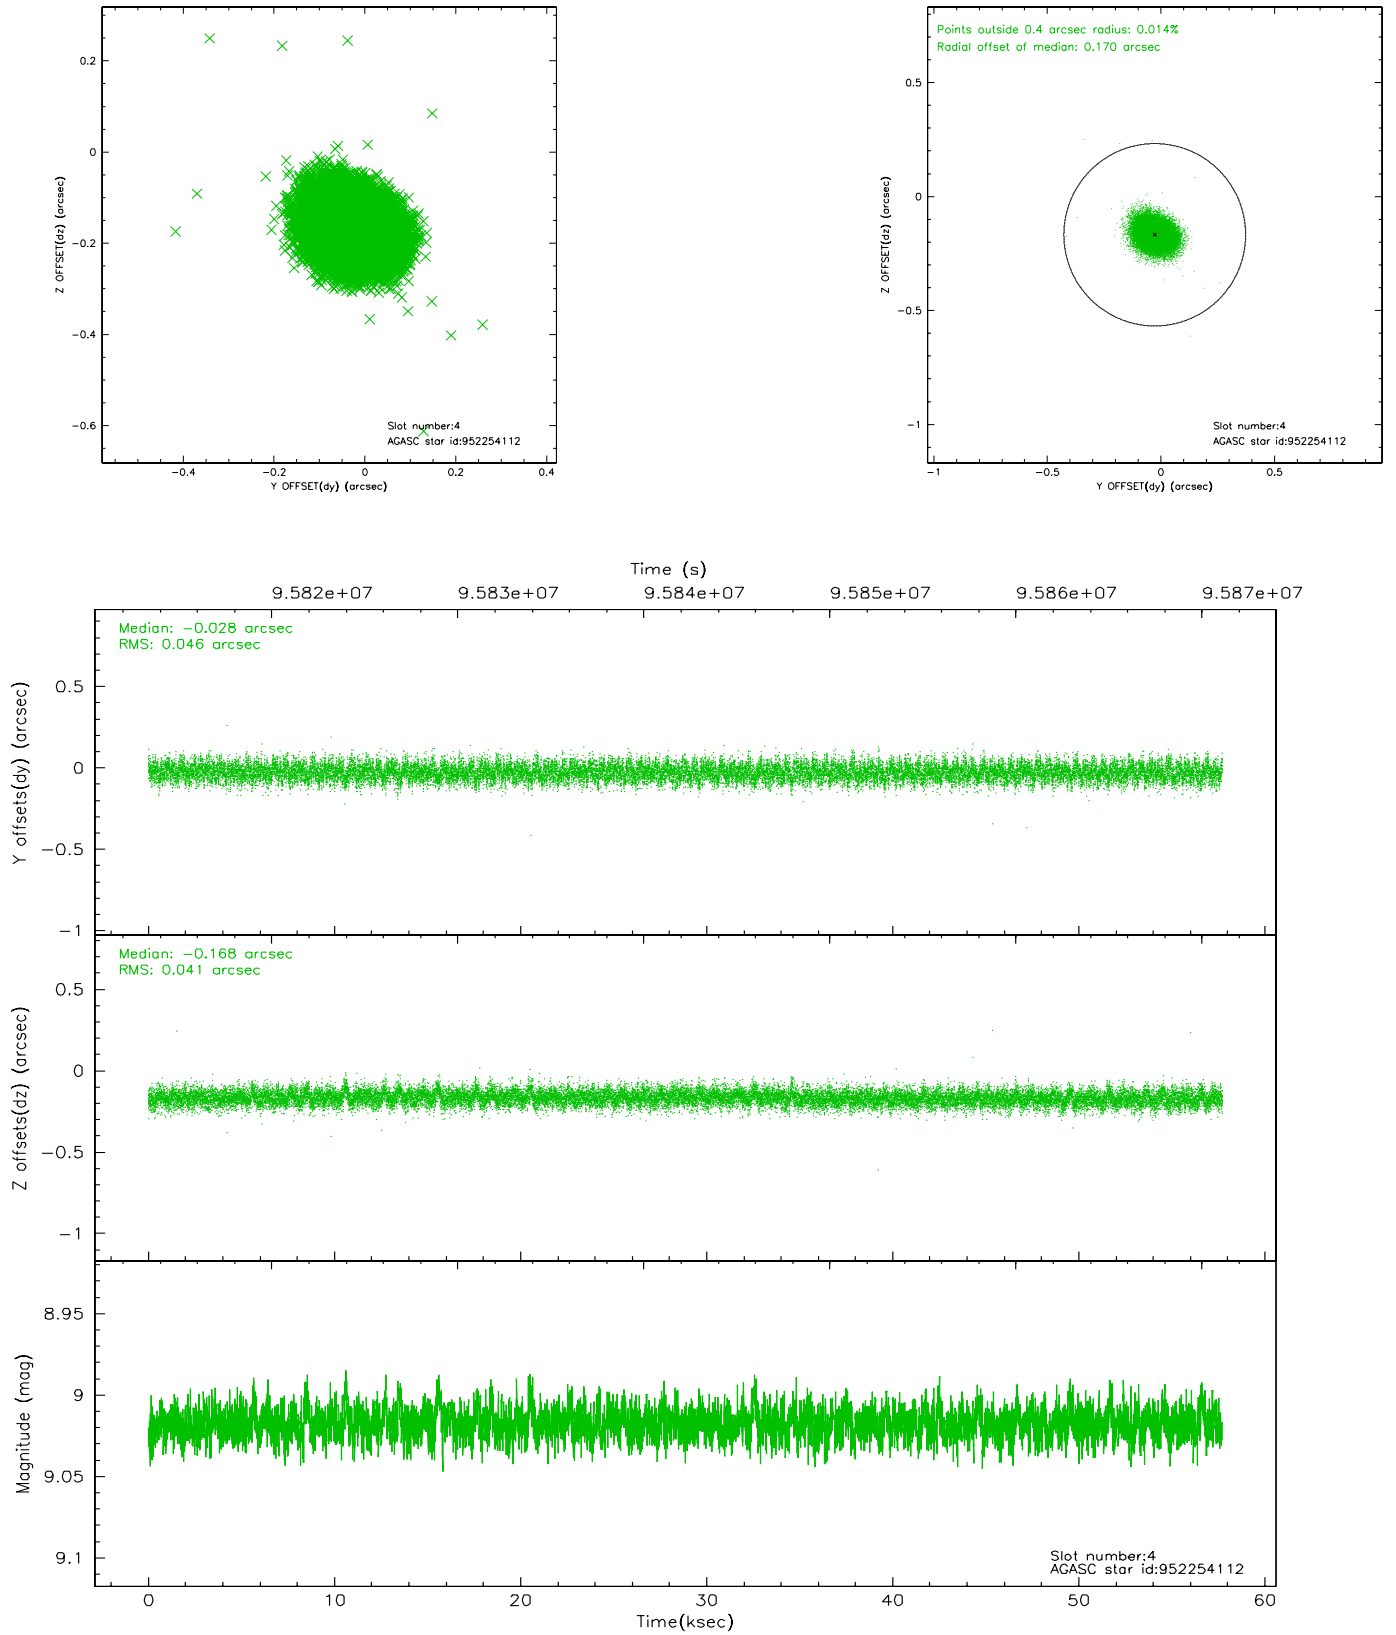 0.2
0
-0.2
-0.4
-0.6
Z OFFSET(dz) (arcsec)
Slot number:4
AGASC star id:952254112
-0.4 -0.2 0 0.2 0.4
Y OFFSET(dy) (arcsec)
Points outside 0.4 arcsec radius: 0.014%
Radial offset of median: 0.170 arcsec
0.5
0
-0.5
-1
Z OFFSET(dz) (arcsec)
Slot number:4
AGASC star id:952254112
-1 -0.5 0 0.5
Y OFFSET(dy) (arcsec)
Time (s)
9.582e+07 9.583e+07 9.584e+07 9.585e+07 9.586e+07 9.587e+07
Median: -0.028 arcsec
RMS: 0.046 arcsec
0.5
0
-0.5
-1
Y offsets(dy) (arcsec)
Median: -0.168 arcsec
RMS: 0.041 arcsec
0.5
0
-0.5
-1
Z offsets(dz) (arcsec)
8.95
9
9.05
9.1
Magnitude (mag)
Slot number:4
AGASC star id:952254112
0 10 20 30 40 50 60
Time(ksec)